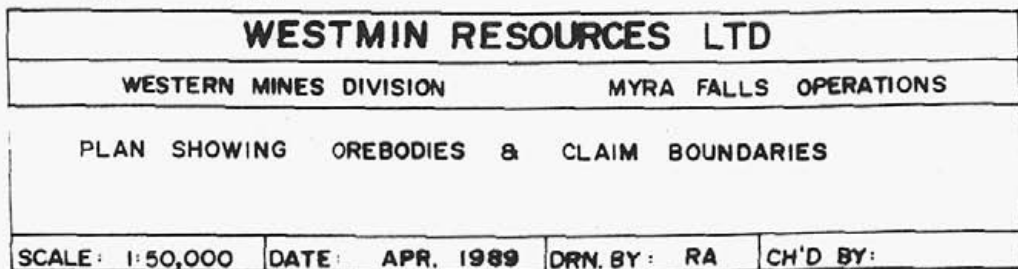 WESTMIN RESOURCES LTD
WESTERN MINES DIVISION MYRA FALLS OPERATIONS
PLAN SHOWING OREBODIES & CLAIM BOUNDARIES
SCALE: 1:50,000 DATE: APR. 1989 DRN. BY: RA CH'D BY: